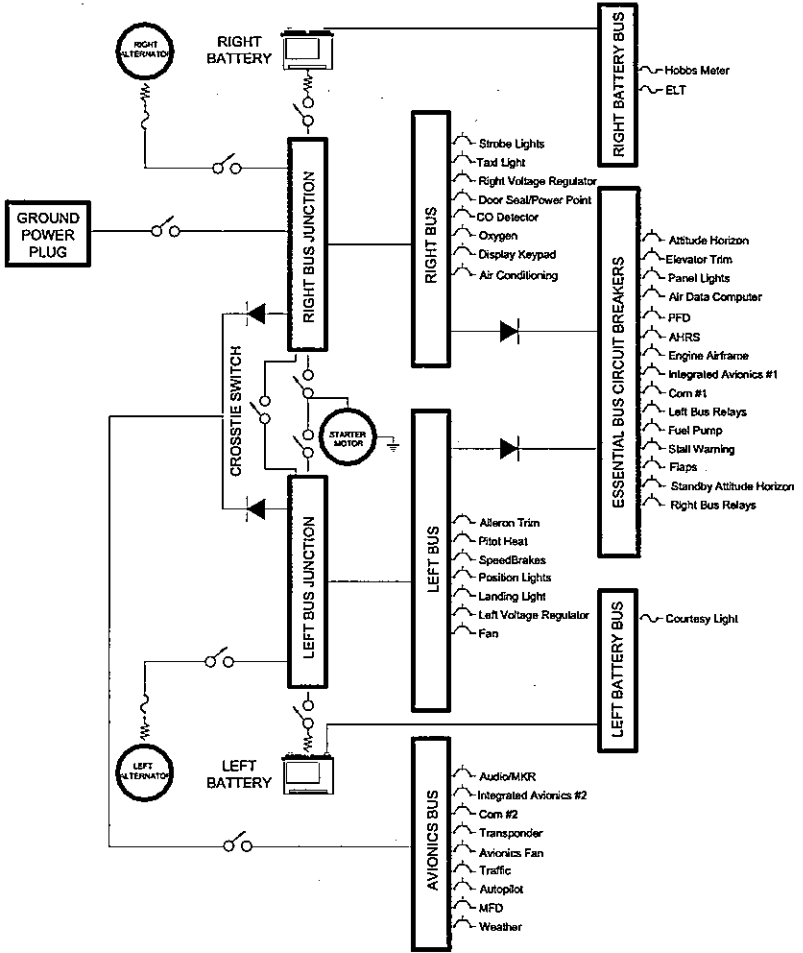 RIGHT
ALTERNATOR
RIGHT
BATTERY
RIGHT BATTERY BUS
Hobbs Meter
ELT
GROUND
POWER
PLUG
RIGHT BUS JUNCTION
RIGHT BUS
Strobe Lights
Taxi Light
Right Voltage Regulator
Door Seal/Power Point
CO Detector
Oxygen
Display Keypad
Air Conditioning
ESSENTIAL BUS CIRCUIT BREAKERS
Attitude Horizon
Elevator Trim
Panel Lights
Air Data Computer
PFD
AHRS
Engine Airframe
Integrated Avionics #1
Com #1
Left Bus Relays
Fuel Pump
Stall Warning
Flaps
Standby Attitude Horizon
Right Bus Relays
CROSSTIE SWITCH
STARTER
MOTOR
LEFT BUS JUNCTION
LEFT BUS
Aileron Trim
Pitot Heat
SpeedBrakes
Position Lights
Landing Light
Left Voltage Regulator
Fan
LEFT BATTERY BUS
Courtesy Light
LEFT
ALTERNATOR
LEFT
BATTERY
AVIONICS BUS
Audio/MKR
Integrated Avionics #2
Com #2
Transponder
Avionics Fan
Traffic
Autopilot
MFD
Weather